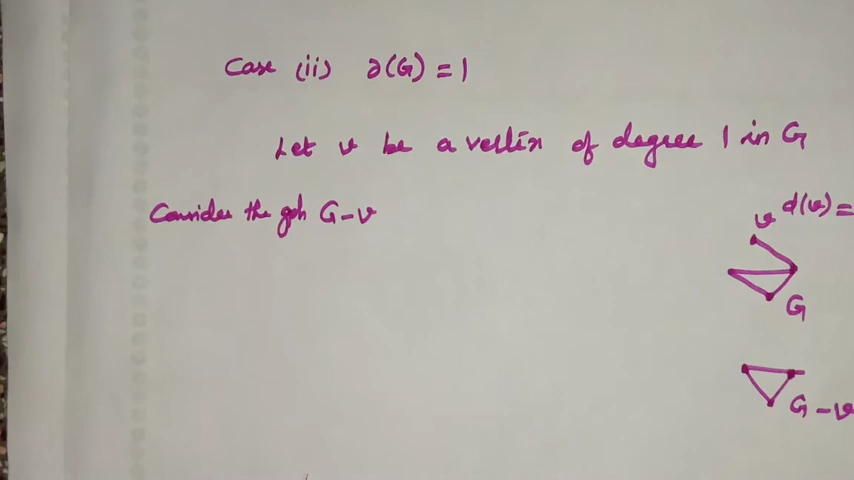 Case (ii) ∂(G) = 1
Let v be a vertex of degree 1 in G
Consider the gph G-v
v d(v)=
G
G-v